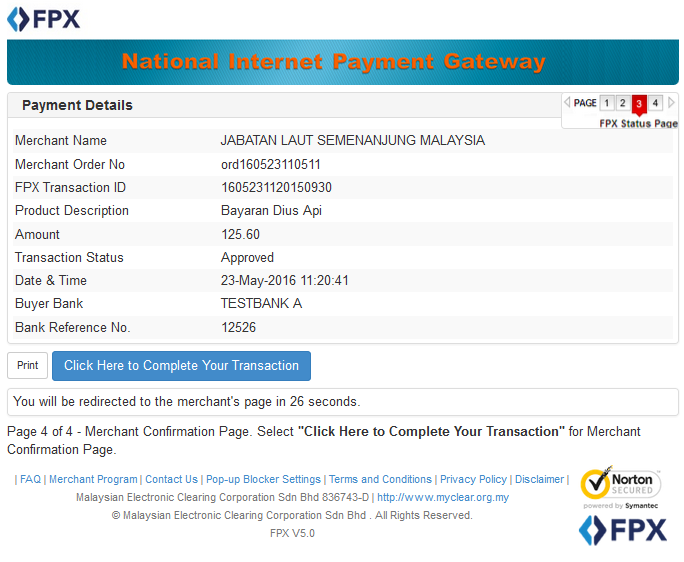 FPX
National Internet Payment Gateway
Payment Details
PAGE 1 2 3 4
FPX Status Page
Merchant Name JABATAN LAUT SEMENANJUNG MALAYSIA
Merchant Order No ord160523110511
FPX Transaction ID 1605231120150930
Product Description Bayaran Dius Api
Amount 125.60
Transaction Status Approved
Date & Time 23-May-2016 11:20:41
Buyer Bank TESTBANK A
Bank Reference No. 12526
Print Click Here to Complete Your Transaction
You will be redirected to the merchant's page in 26 seconds.
Page 4 of 4 - Merchant Confirmation Page. Select "Click Here to Complete Your Transaction" for Merchant
Confirmation Page.
| FAQ | Merchant Program | Contact Us | Pop-up Blocker Settings | Terms and Conditions | Privacy Policy | Disclaimer |
Malaysian Electronic Clearing Corporation Sdn Bhd 836743-D | http://www.myclear.org.my
© Malaysian Electronic Clearing Corporation Sdn Bhd . All Rights Reserved.
FPX V5.0
Norton
SECURED
powered by Symantec
FPX